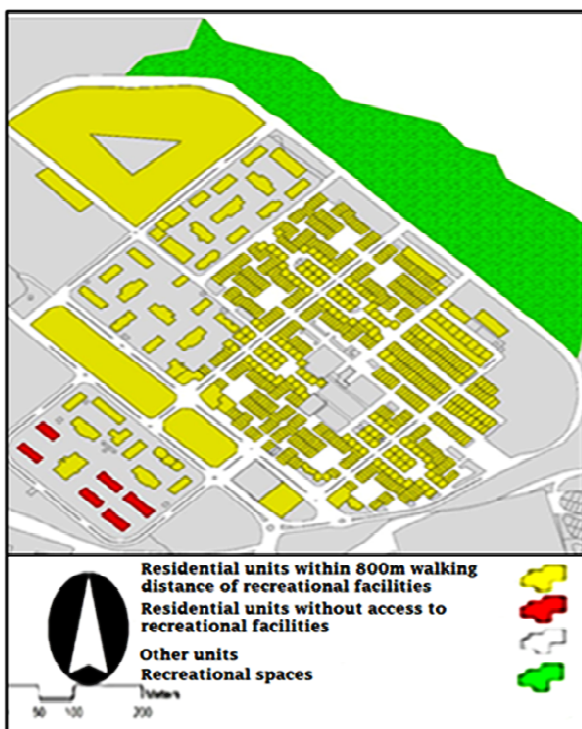 Residential units within 800m walking
distance of recreational facilities
Residential units without access to
recreational facilities
Other units
Recreational spaces
Meters
50 100 200